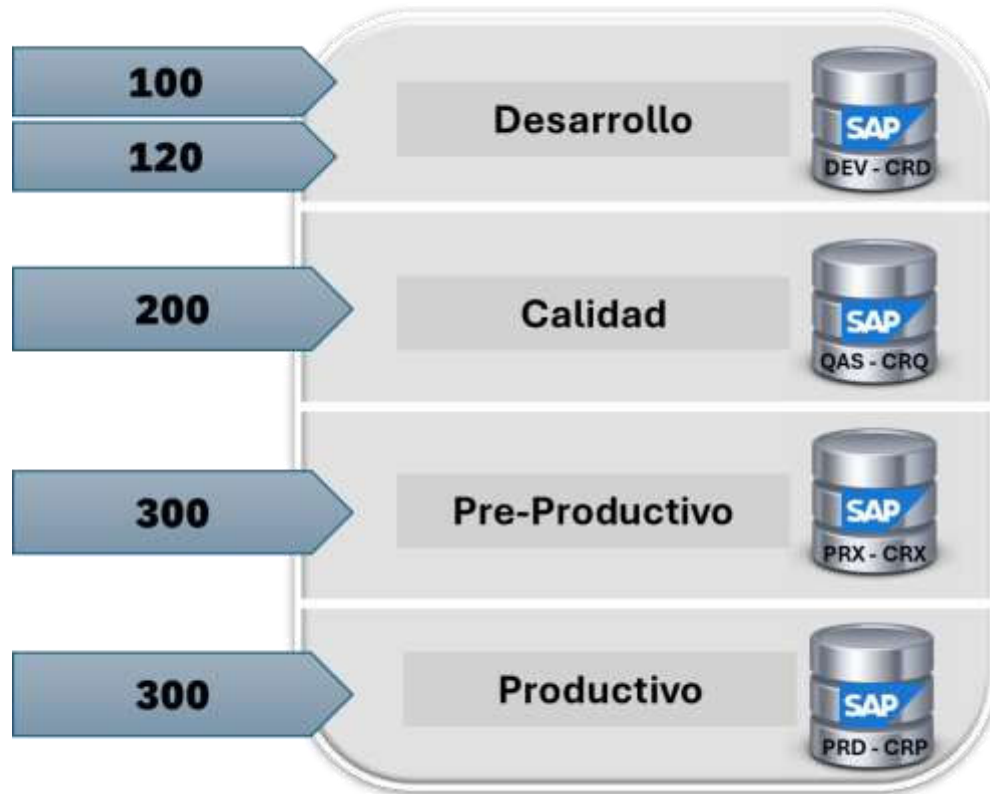 100
120
Desarrollo
SAP
DEV - CRD
200
Calidad
SAP
QAS - CRQ
300
Pre-Productivo
SAP
PRX - CRX
300
Productivo
SAP
PRD - CRP